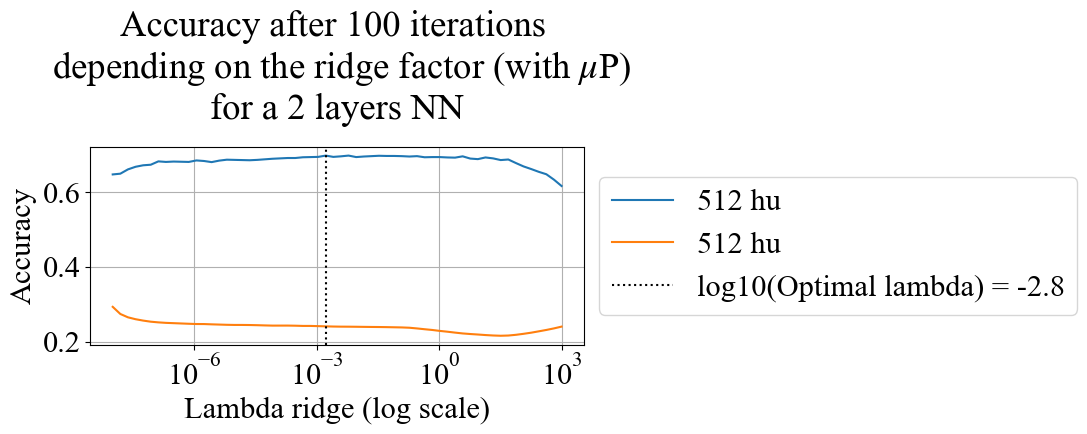 Accuracy after 100 iterations
depending on the ridge factor (with μP)
for a 2 layers NN
Accuracy
0.6
0.4
0.2
10⁻⁶ 10⁻³ 10⁰ 10³
Lambda ridge (log scale)
512 hu
512 hu
log10(Optimal lambda) = -2.8